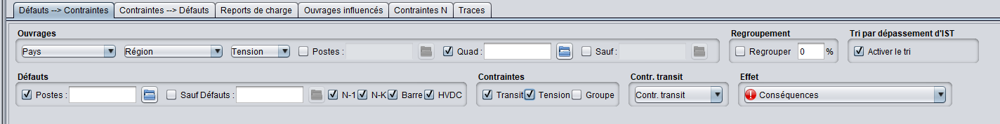 Défauts --> Contraintes Contraintes --> Défauts Reports de charge Ouvrages influencés Contraintes N Traces
Ouvrages Regroupement Tri par dépassement d'IST
Pays Région Tension Postes : Quad : Sauf : Regrouper 0 % Activer le tri
Défauts Contraintes Contr. transit Effet
Postes : Sauf Défauts : N-1 N-K Barre HVDC Transit Tension Groupe Contr. transit Conséquences